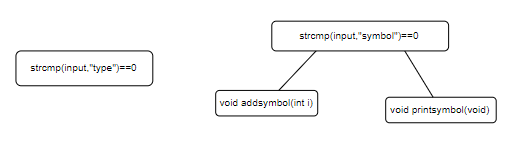 strcmp(input,"type")==0
strcmp(input,"symbol")==0
void addsymbol(int i)
void printsymbol(void)